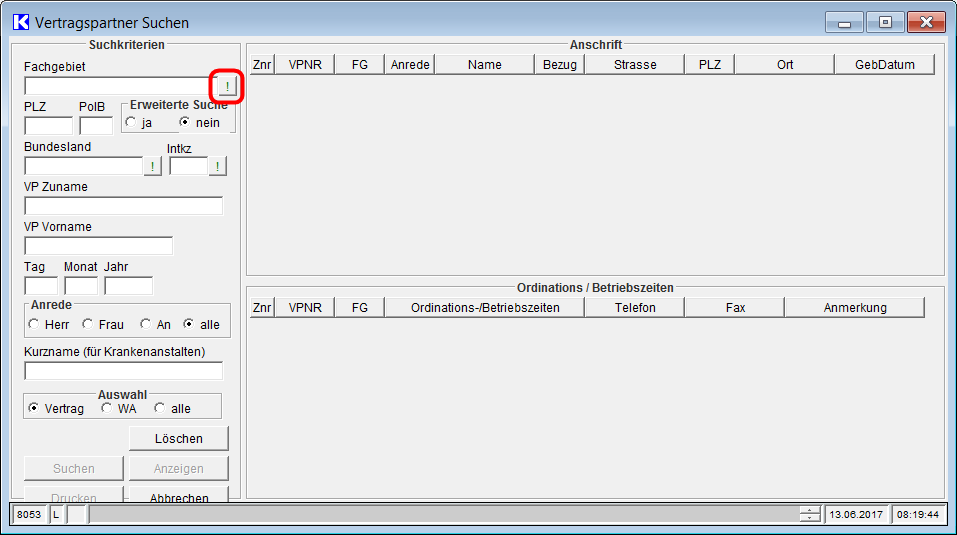 K Vertragspartner Suchen
Suchkriterien
Fachgebiet
!
PLZ PolB Erweiterte Suche
ja nein
Bundesland Intkz
! !
VP Zuname
VP Vorname
Tag Monat Jahr
Anrede
Herr Frau An alle
Kurzname (für Krankenanstalten)
Auswahl
Vertrag WA alle
Löschen
Suchen Anzeigen
Drucken Abbrechen
Anschrift
Znr VPNR FG Anrede Name Bezug Strasse PLZ Ort GebDatum
Ordinations / Betriebszeiten
Znr VPNR FG Ordinations-/Betriebszeiten Telefon Fax Anmerkung
8053 L 13.06.2017 08:19:44